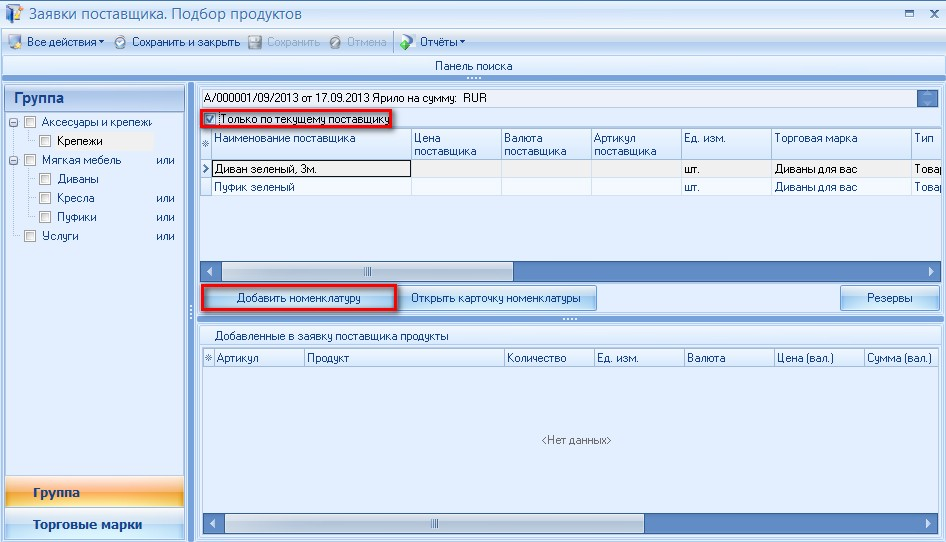 Заявки поставщика. Подбор продуктов
Все действия Сохранить и закрыть Сохранить Отмена Отчёты
Панель поиска
Группа
Аксесуары и крепежи
Крепежи
Мягкая мебель или
Диваны
Кресла или
Пуфики или
Услуги или
Группа
Торговые марки
А/000001/09/2013 от 17.09.2013 Ярило на сумму: RUR
Только по текущему поставщику
Наименование поставщика Цена поставщика Валюта поставщика Артикул поставщика Ед. изм. Торговая марка Тип
Диван зеленый, 3м. шт. Диваны для вас Това
Пуфик зеленый шт. Диваны для вас Това
Добавить номенклатуру Открыть карточку номенклатуры Резервы
Добавленные в заявку поставщика продукты
Артикул Продукт Количество Ед. изм. Валюта Цена (вал.) Сумма (вал.)
<Нет данных>